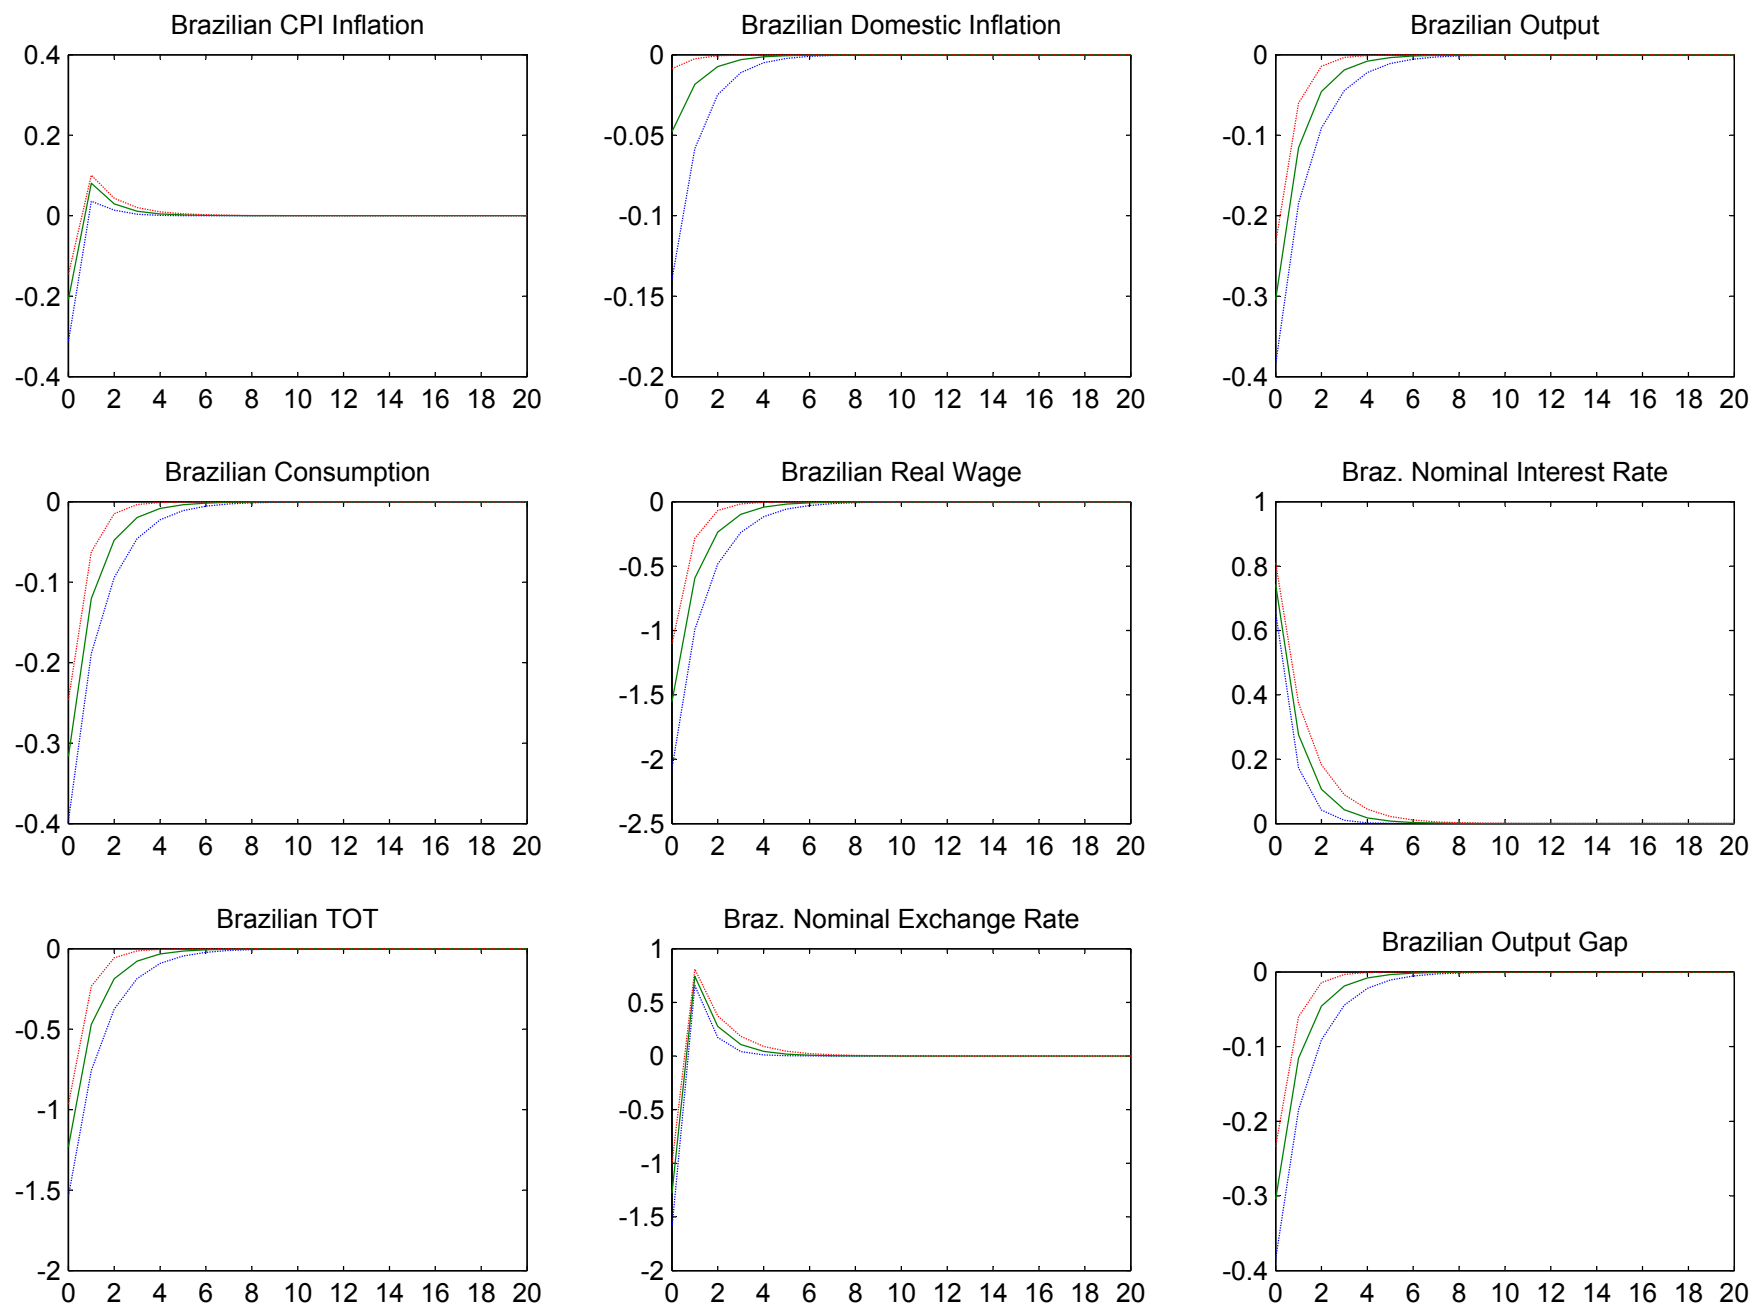 Brazilian CPI Inflation
0.4
0.2
0
-0.2
-0.4
0 2 4 6 8 10 12 14 16 18 20
Brazilian Domestic Inflation
0
-0.05
-0.1
-0.15
-0.2
0 2 4 6 8 10 12 14 16 18 20
Brazilian Output
0
-0.1
-0.2
-0.3
-0.4
0 2 4 6 8 10 12 14 16 18 20
Brazilian Consumption
0
-0.1
-0.2
-0.3
-0.4
0 2 4 6 8 10 12 14 16 18 20
Brazilian Real Wage
0
-0.5
-1
-1.5
-2
-2.5
0 2 4 6 8 10 12 14 16 18 20
Braz. Nominal Interest Rate
1
0.8
0.6
0.4
0.2
0
0 2 4 6 8 10 12 14 16 18 20
Brazilian TOT
0
-0.5
-1
-1.5
-2
0 2 4 6 8 10 12 14 16 18 20
Braz. Nominal Exchange Rate
1
0.5
0
-0.5
-1
-1.5
-2
0 2 4 6 8 10 12 14 16 18 20
Brazilian Output Gap
0
-0.1
-0.2
-0.3
-0.4
0 2 4 6 8 10 12 14 16 18 20